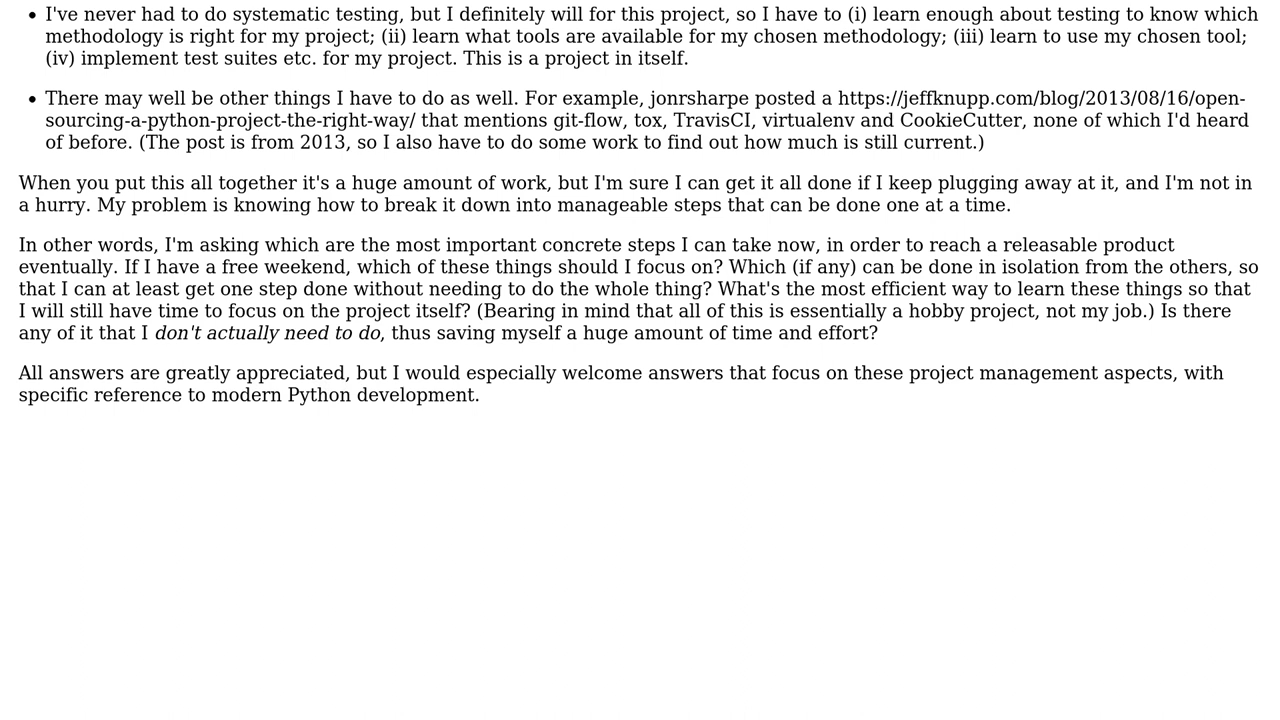 • I've never had to do systematic testing, but I definitely will for this project, so I have to (i) learn enough about testing to know which
methodology is right for my project; (ii) learn what tools are available for my chosen methodology; (iii) learn to use my chosen tool;
(iv) implement test suites etc. for my project. This is a project in itself.
• There may well be other things I have to do as well. For example, jonrsharpe posted a https://jeffknupp.com/blog/2013/08/16/open-
sourcing-a-python-project-the-right-way/ that mentions git-flow, tox, TravisCI, virtualenv and CookieCutter, none of which I'd heard
of before. (The post is from 2013, so I also have to do some work to find out how much is still current.)
When you put this all together it's a huge amount of work, but I'm sure I can get it all done if I keep plugging away at it, and I'm not in
a hurry. My problem is knowing how to break it down into manageable steps that can be done one at a time.
In other words, I'm asking which are the most important concrete steps I can take now, in order to reach a releasable product
eventually. If I have a free weekend, which of these things should I focus on? Which (if any) can be done in isolation from the others, so
that I can at least get one step done without needing to do the whole thing? What's the most efficient way to learn these things so that
I will still have time to focus on the project itself? (Bearing in mind that all of this is essentially a hobby project, not my job.) Is there
any of it that I don't actually need to do, thus saving myself a huge amount of time and effort?
All answers are greatly appreciated, but I would especially welcome answers that focus on these project management aspects, with
specific reference to modern Python development.